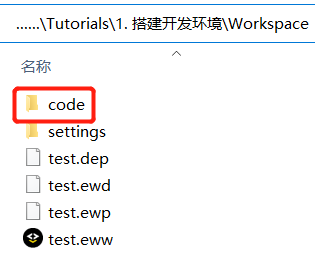 ......\Tutorials\1. 搭建开发环境\Workspace
名称
code
settings
test.dep
test.ewd
test.ewp
test.eww